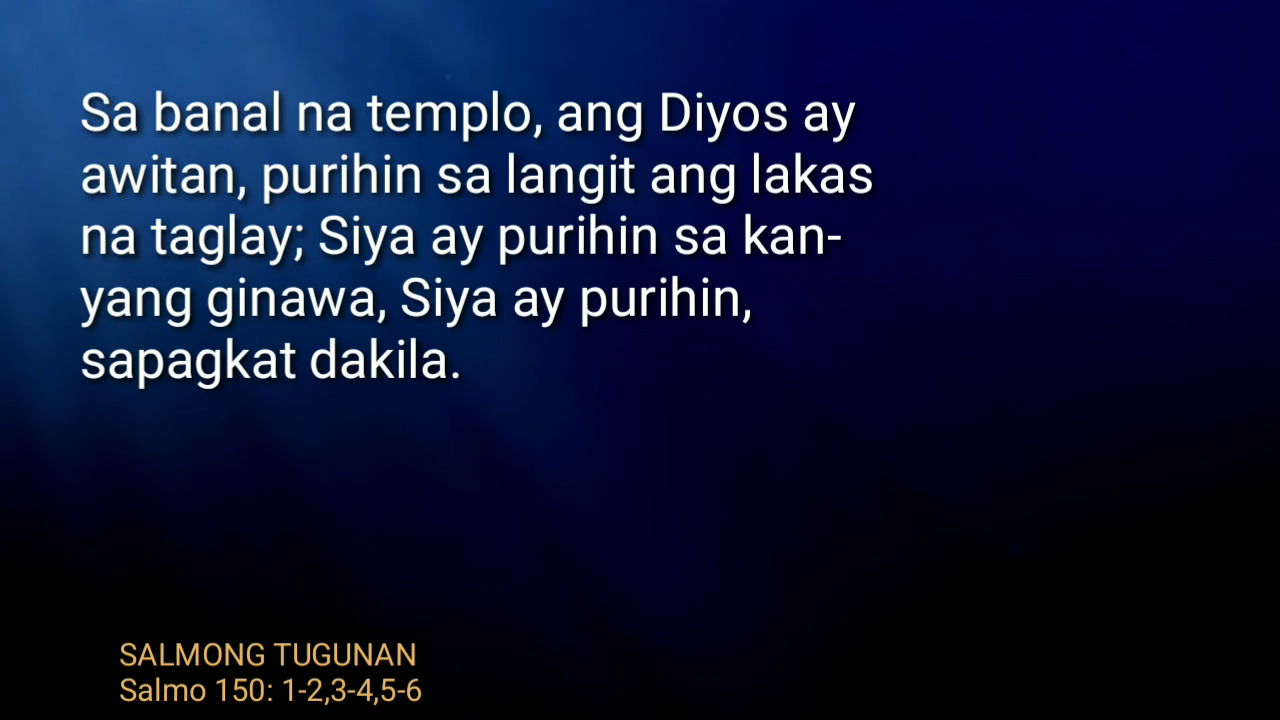 Sa banal na templo, ang Diyos ay
awitan, purihin sa langit ang lakas
na taglay; Siya ay purihin sa kan-
yang ginawa, Siya ay purihin,
sapagkat dakila.
SALMONG TUGUNAN
Salmo 150: 1-2,3-4,5-6